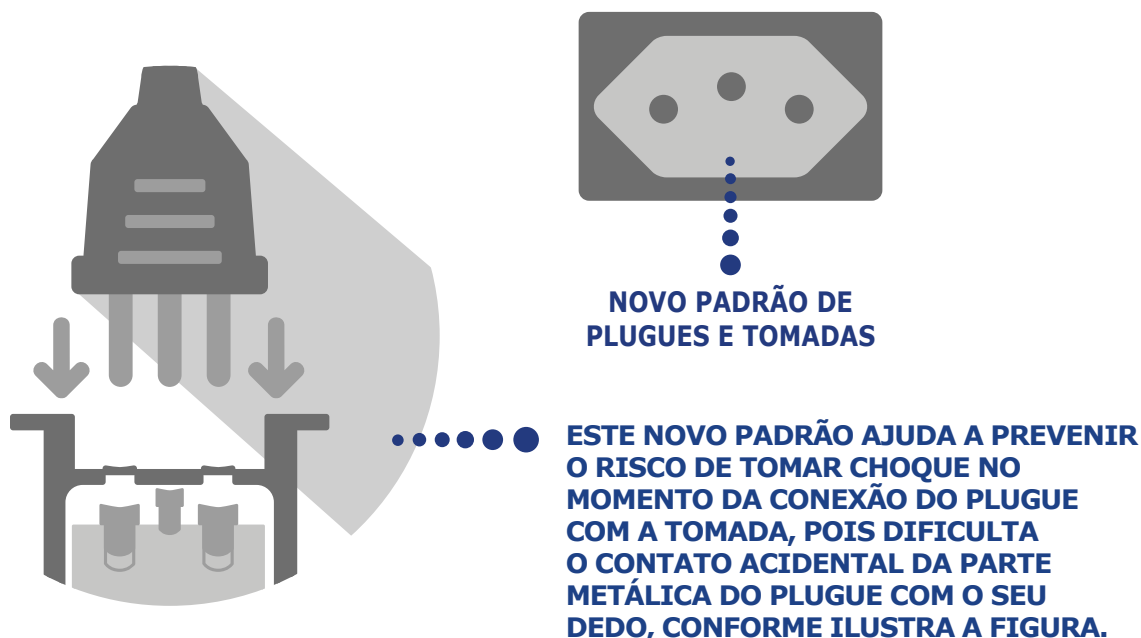 NOVO PADRÃO DE
PLUGUES E TOMADAS
ESTE NOVO PADRÃO AJUDA A PREVENIR
O RISCO DE TOMAR CHOQUE NO
MOMENTO DA CONEXÃO DO PLUGUE
COM A TOMADA, POIS DIFICULTA
O CONTATO ACIDENTAL DA PARTE
METÁLICA DO PLUGUE COM O SEU
DEDO, CONFORME ILUSTRA A FIGURA.